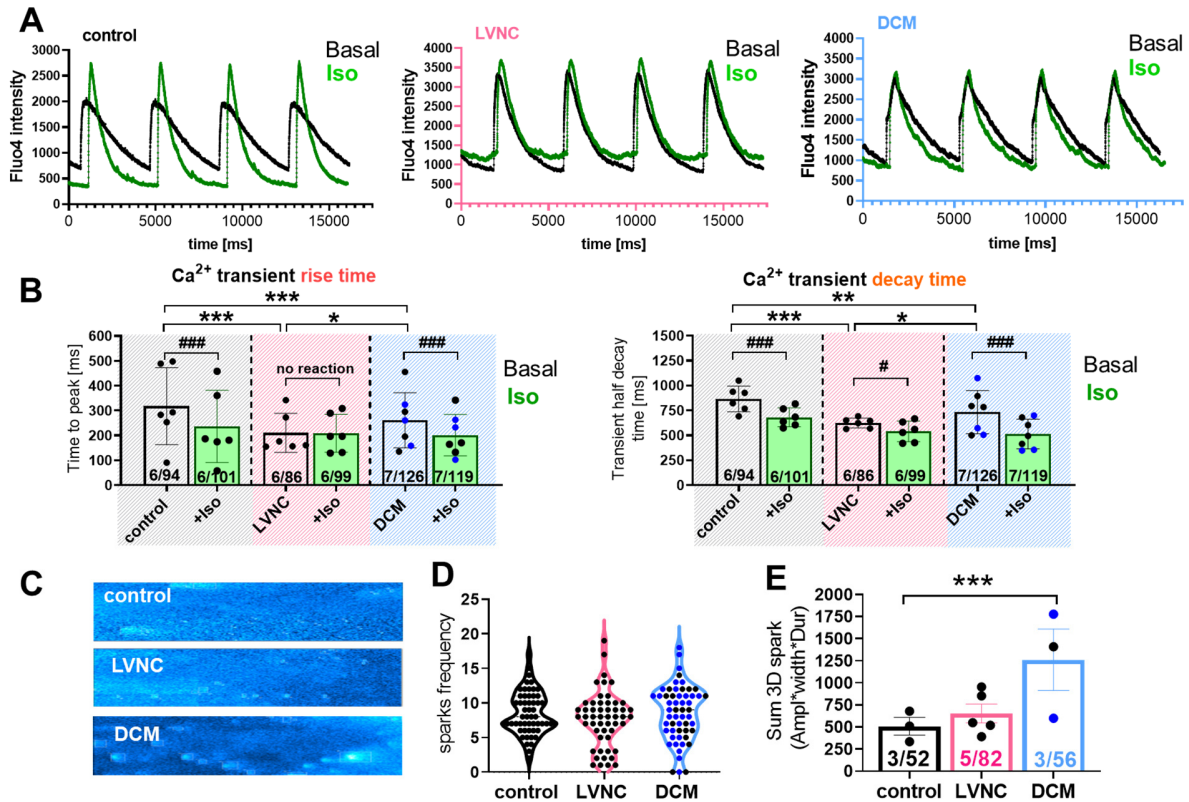 A
control
Basal
Iso
Fluo4 intensity
3000
2500
2000
1500
1000
500
0
0 5000 10000 15000
time [ms]
LVNC
Basal
Iso
Fluo4 intensity
4000
3500
3000
2500
2000
1500
1000
500
0
0 5000 10000 15000
time [ms]
DCM
Basal
Iso
Fluo4 intensity
4000
3500
3000
2500
2000
1500
1000
500
0
0 5000 10000 15000
time [ms]
B
Ca2+ transient rise time
***
*** *
### no reaction ###
Basal
Iso
Time to peak [ms]
600
500
400
300
200
100
0
6/94 6/101 6/86 6/99 7/126 7/119
control +Iso LVNC +Iso DCM +Iso
Ca2+ transient decay time
**
*** *
### # ###
Basal
Iso
Transient half decay
time [ms]
1500
1250
1000
750
500
250
0
6/94 6/101 6/86 6/99 7/126 7/119
control +Iso LVNC +Iso DCM +Iso
C
control
LVNC
DCM
D
sparks frequency
25
20
15
10
5
0
control LVNC DCM
E
***
Sum 3D spark
(Ampl*width*Dur)
2000
1750
1500
1250
1000
750
500
250
0
3/52 5/82 3/56
control LVNC DCM